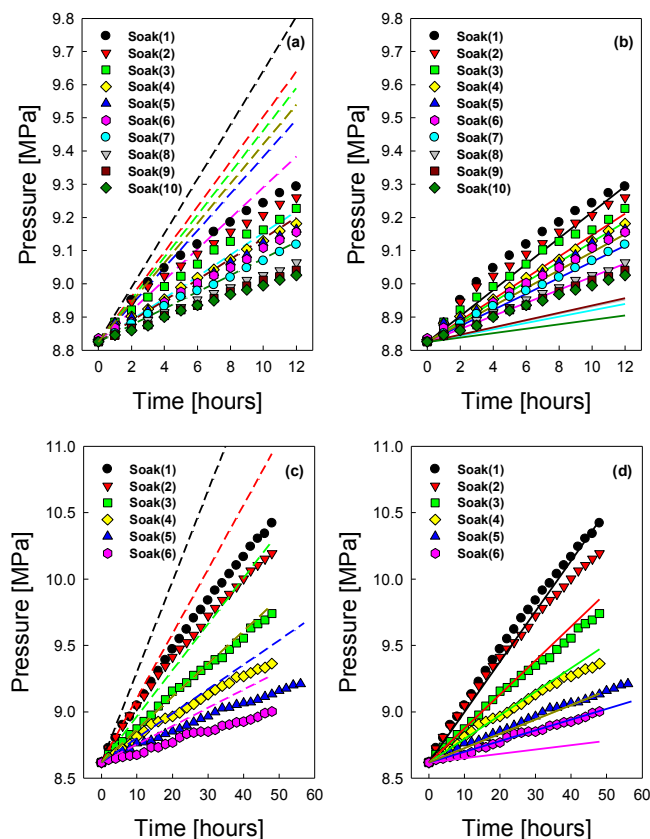 9.8
9.7
9.6
9.5
9.4
9.3
9.2
9.1
9.0
8.9
8.8
Pressure [MPa]
(a)
Soak(1)
Soak(2)
Soak(3)
Soak(4)
Soak(5)
Soak(6)
Soak(7)
Soak(8)
Soak(9)
Soak(10)
0 2 4 6 8 10 12
Time [hours]
9.8
9.7
9.6
9.5
9.4
9.3
9.2
9.1
9.0
8.9
8.8
Pressure [MPa]
(b)
Soak(1)
Soak(2)
Soak(3)
Soak(4)
Soak(5)
Soak(6)
Soak(7)
Soak(8)
Soak(9)
Soak(10)
0 2 4 6 8 10 12
Time [hours]
11.0
10.5
10.0
9.5
9.0
8.5
Pressure [MPa]
(c)
Soak(1)
Soak(2)
Soak(3)
Soak(4)
Soak(5)
Soak(6)
0 10 20 30 40 50 60
Time [hours]
11.0
10.5
10.0
9.5
9.0
8.5
Pressure [MPa]
(d)
Soak(1)
Soak(2)
Soak(3)
Soak(4)
Soak(5)
Soak(6)
0 10 20 30 40 50 60
Time [hours]